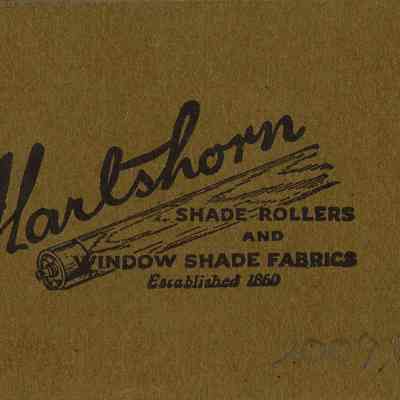 Hartshorn
SHADE-ROLLERS
AND
WINDOW SHADE FABRICS
Established 1860